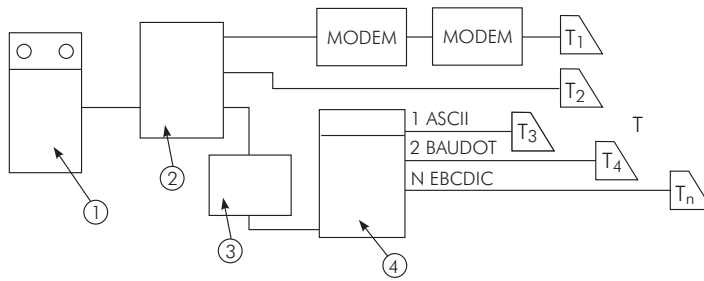 MODEM
MODEM
T1
T2
1 ASCII
T3
T
2 BAUDOT
T4
N EBCDIC
Tn
1
2
3
4